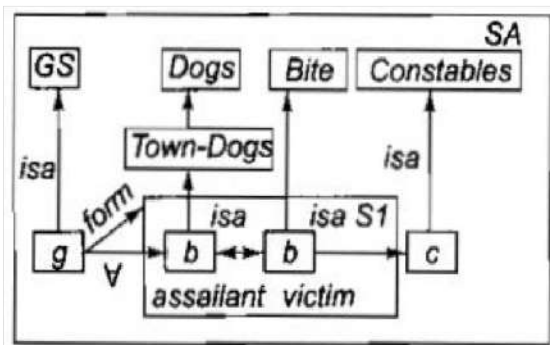 SA
GS Dogs Bite Constables
Town-Dogs
isa isa
form isa isa S1
g b b c
∀
assailant victim